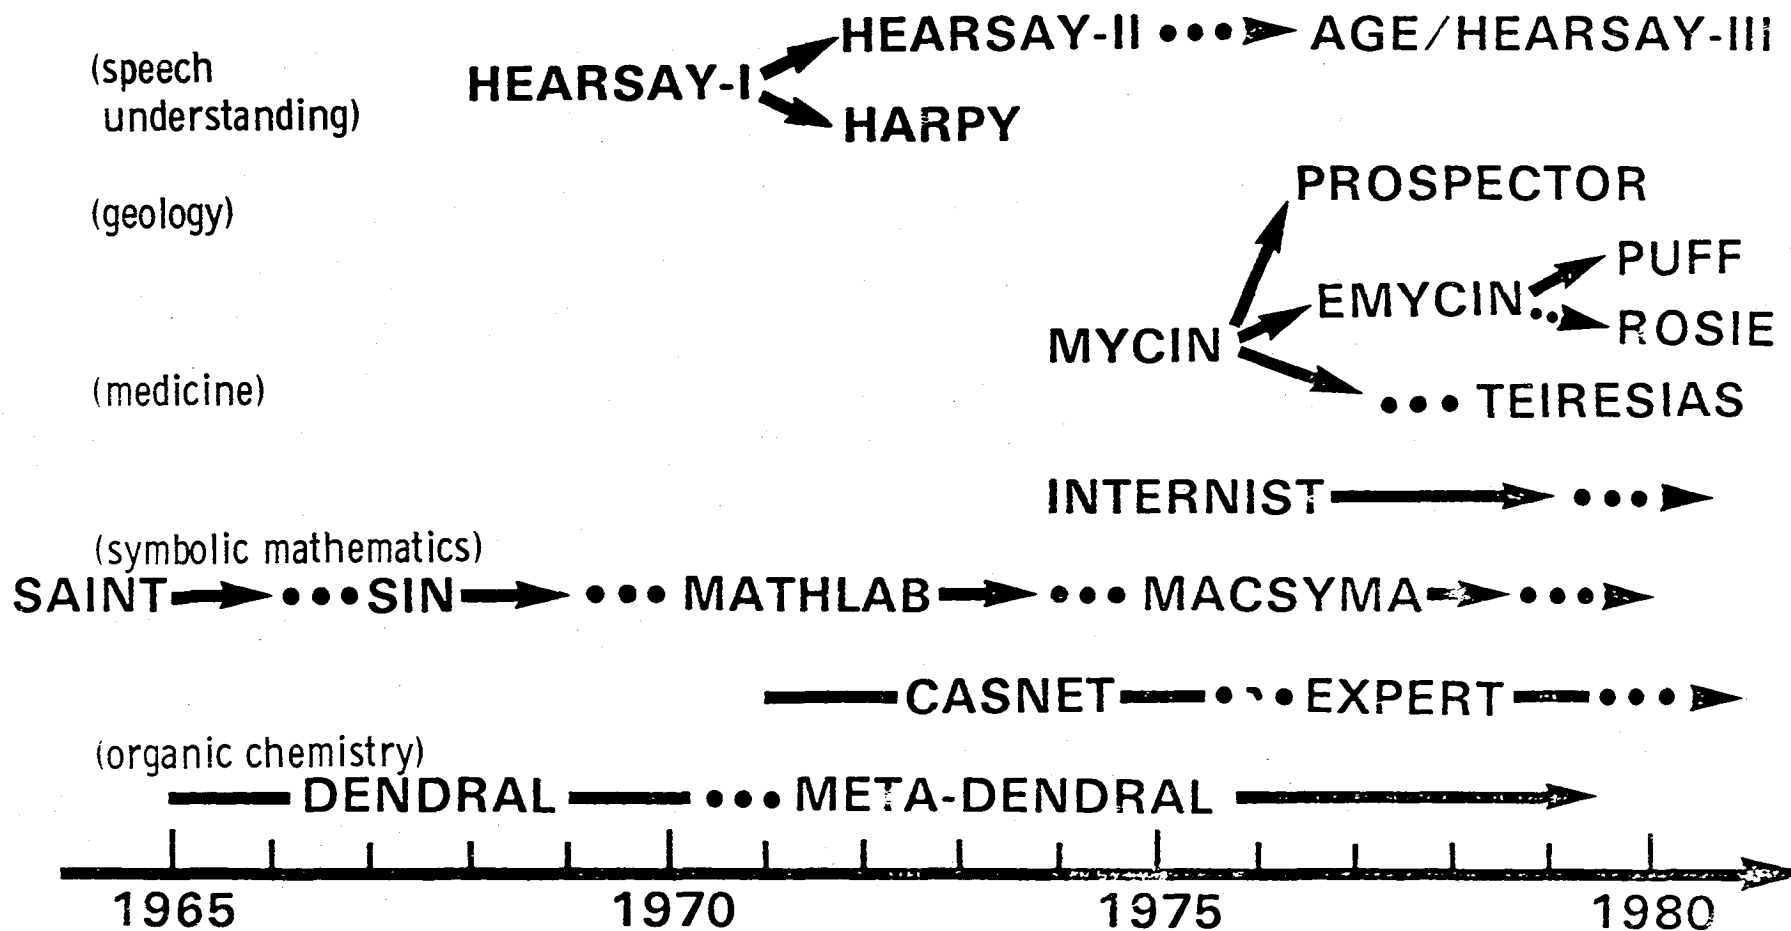 HEARSAY-II AGE/HEARSAY-III
(speech
understanding)
HEARSAY-I
HARPY
PROSPECTOR
(geology)
PUFF
EMYCIN
ROSIE
MYCIN
(medicine)
TEIRESIAS
INTERNIST
(symbolic mathematics)
SAINT SIN MATHLAB MACSYMA
CASNET EXPERT
(organic chemistry)
DENDRAL META-DENDRAL
1965 1970 1975 1980